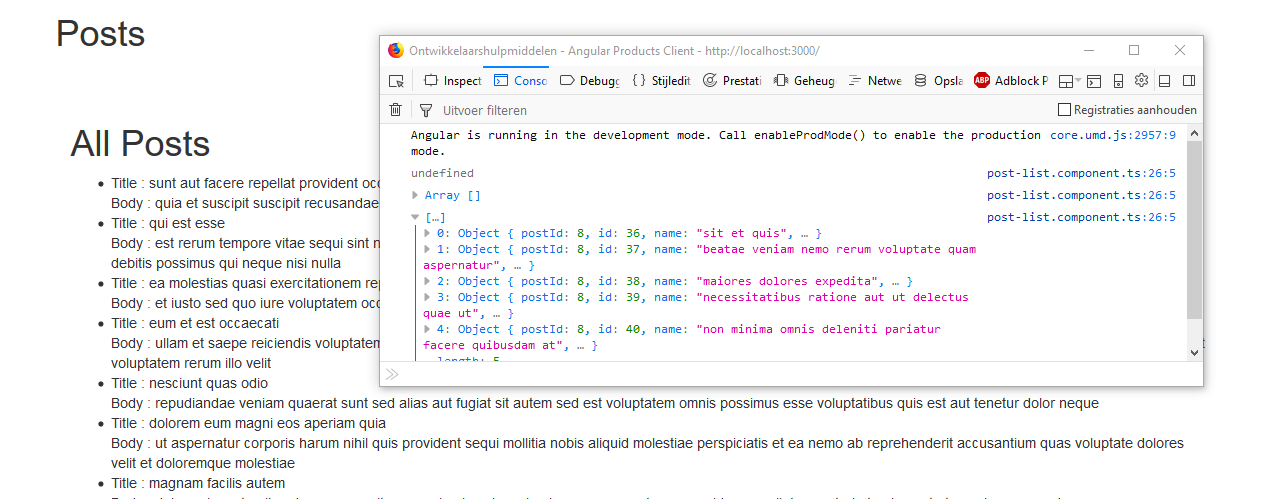 Posts
All Posts
Title : sunt aut facere repellat provident
Body : quia et suscipit suscipit recusandae
Title : qui est esse
Body : est rerum tempore vitae sequi sint
debitis possimus qui neque nisi nulla
Title : ea molestias quasi exercitationem
Body : et iusto sed quo iure voluptatem
Title : eum et est occaecati
Body : ullam et saepe reiciendis voluptatem
voluptatem rerum illo velit
Title : nesciunt quas odio
Body : repudiandae veniam quaerat sunt sed alias aut fugiat sit autem sed est voluptatem omnis possimus esse voluptatibus quis est aut tenetur dolor neque
Title : dolorem eum magni eos aperiam quia
Body : ut aspernatur corporis harum nihil quis provident sequi mollitia nobis aliquid molestiae perspiciatis et ea nemo ab reprehenderit accusantium quas voluptate dolores
velit et doloremque molestiae
Title : magnam facilis autem
Ontwikkelaarshulpmiddelen - Angular Products Client - http://localhost:3000/
Inspect Conso Debugg Stijledit Prestati Geheug Netwe Opsla ABP Adblock P
Uitvoer filteren Registraties aanhouden
Angular is running in the development mode. Call enableProdMode() to enable the production core.umd.js:2957:9
mode.
undefined post-list.component.ts:26:5
Array [] post-list.component.ts:26:5
[…] post-list.component.ts:26:5
0: Object { postId: 8, id: 36, name: "sit et quis", … }
1: Object { postId: 8, id: 37, name: "beatae veniam nemo rerum voluptate quam
aspernatur", … }
2: Object { postId: 8, id: 38, name: "maiores dolores expedita", … }
3: Object { postId: 8, id: 39, name: "necessitatibus ratione aut ut delectus
quae ut", … }
4: Object { postId: 8, id: 40, name: "non minima omnis deleniti pariatur
facere quibusdam at", … }
length: 5